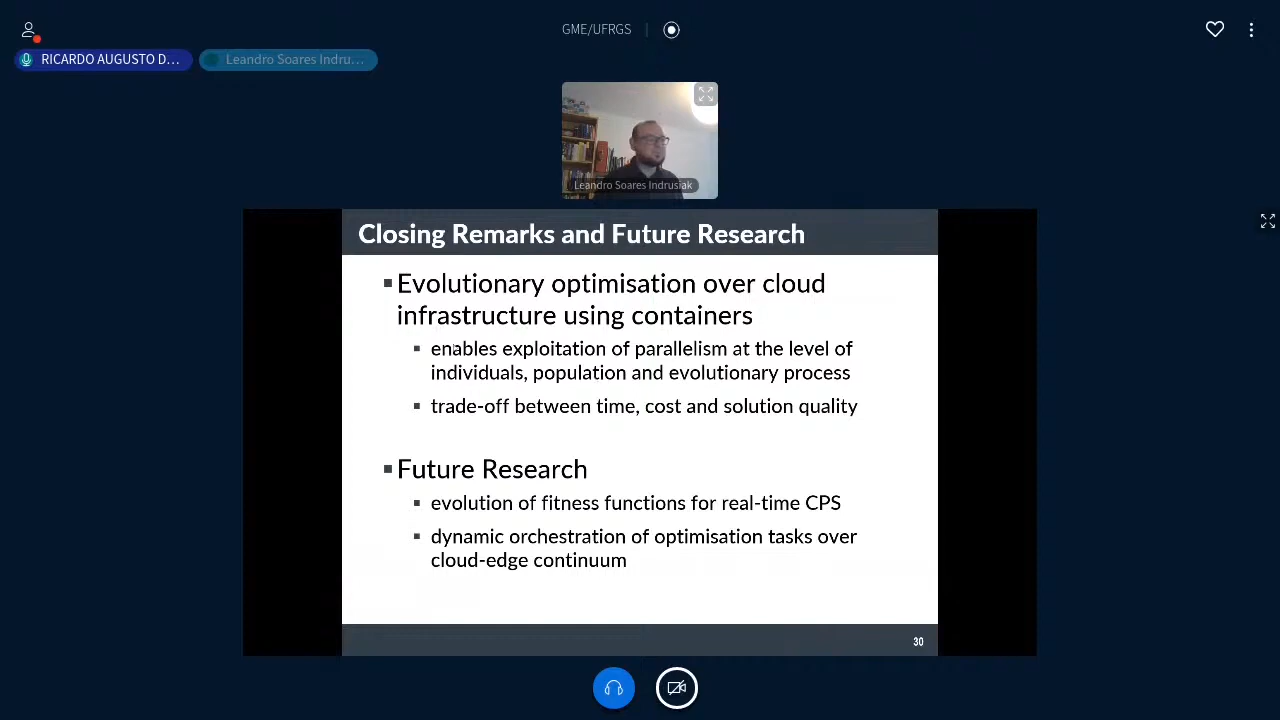 GME/UFRGS
RICARDO AUGUSTO D...
Leandro Soares Indru...
Leandro Soares Indrusiak
Closing Remarks and Future Research
▪Evolutionary optimisation over cloud
infrastructure using containers
▪ enables exploitation of parallelism at the level of
individuals, population and evolutionary process
▪ trade-off between time, cost and solution quality
▪Future Research
▪ evolution of fitness functions for real-time CPS
▪ dynamic orchestration of optimisation tasks over
cloud-edge continuum
30